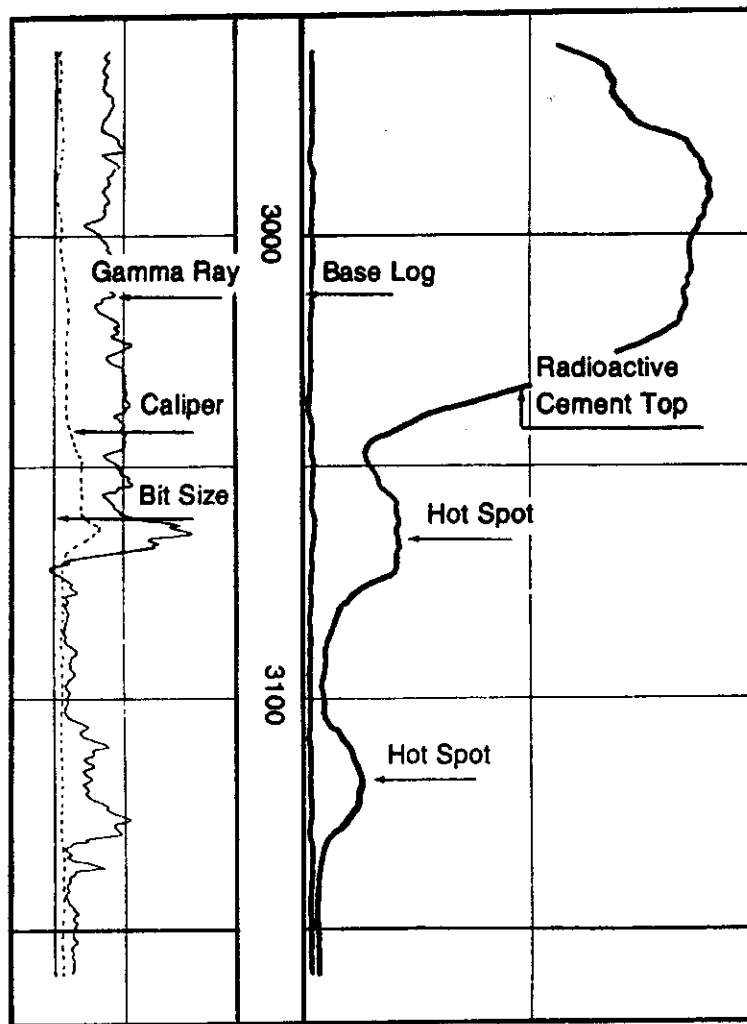 3000
Gamma Ray
Base Log
Radioactive
Cement Top
Caliper
Bit Size
Hot Spot
3100
Hot Spot